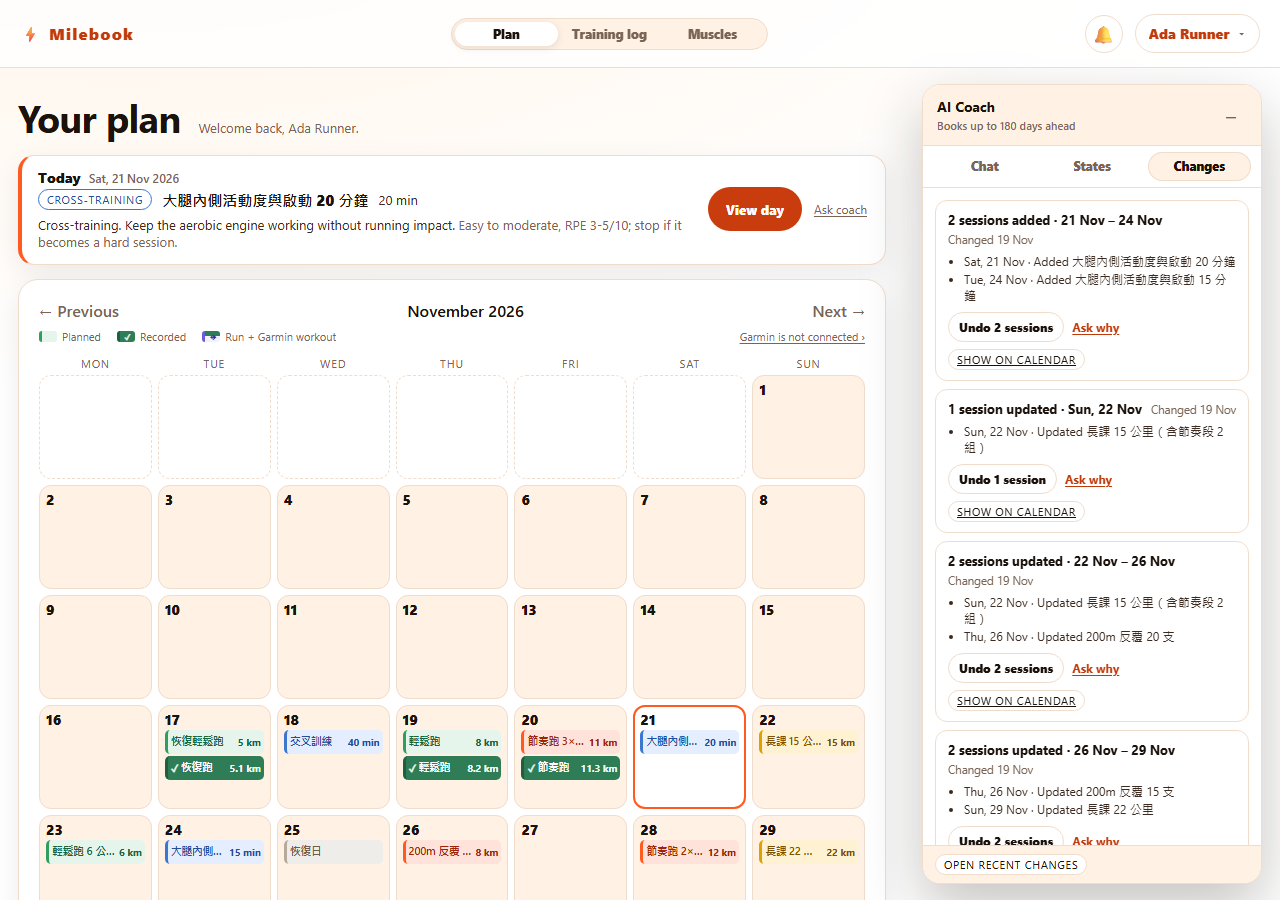 Milebook
Plan
Training log
Muscles
Ada Runner
Your plan
Welcome back, Ada Runner.
Today Sat, 21 Nov 2026
CROSS-TRAINING 大腿內側活動度與啟動 20 分鐘 20 min
Cross-training. Keep the aerobic engine working without running impact. Easy to moderate, RPE 3-5/10; stop if it
becomes a hard session.
View day
Ask coach
← Previous
November 2026
Next →
Planned
Recorded
Run + Garmin workout
Garmin is not connected ›
MON TUE WED THU FRI SAT SUN
1
2 3 4 5 6 7 8
9 10 11 12 13 14 15
16
17
恢復輕鬆跑 5 km
✓ 恢復跑 5.1 km
18
交叉訓練 40 min
19
輕鬆跑 8 km
✓ 輕鬆跑 8.2 km
20
節奏跑 3×... 11 km
✓ 節奏跑 11.3 km
21
大腿內側... 20 min
22
長課 15 公... 15 km
23
輕鬆跑 6 公... 6 km
24
大腿內側... 15 min
25
恢復日
26
200m 反覆 ... 8 km
27
28
節奏跑 2×... 12 km
29
長課 22 ... 22 km
AI Coach
Books up to 180 days ahead
Chat
States
Changes
2 sessions added · 21 Nov – 24 Nov
Changed 19 Nov
• Sat, 21 Nov · Added 大腿內側活動度與啟動 20 分鐘
• Tue, 24 Nov · Added 大腿內側活動度與啟動 15 分
鐘
Undo 2 sessions
Ask why
SHOW ON CALENDAR
1 session updated · Sun, 22 Nov Changed 19 Nov
• Sun, 22 Nov · Updated 長課 15 公里（含節奏段 2
組）
Undo 1 session
Ask why
SHOW ON CALENDAR
2 sessions updated · 22 Nov – 26 Nov
Changed 19 Nov
• Sun, 22 Nov · Updated 長課 15 公里（含節奏段 2
組）
• Thu, 26 Nov · Updated 200m 反覆 20 支
Undo 2 sessions
Ask why
SHOW ON CALENDAR
2 sessions updated · 26 Nov – 29 Nov
Changed 19 Nov
• Thu, 26 Nov · Updated 200m 反覆 15 支
• Sun, 29 Nov · Updated 長課 22 公里
Undo 2 sessions
Ask why
OPEN RECENT CHANGES